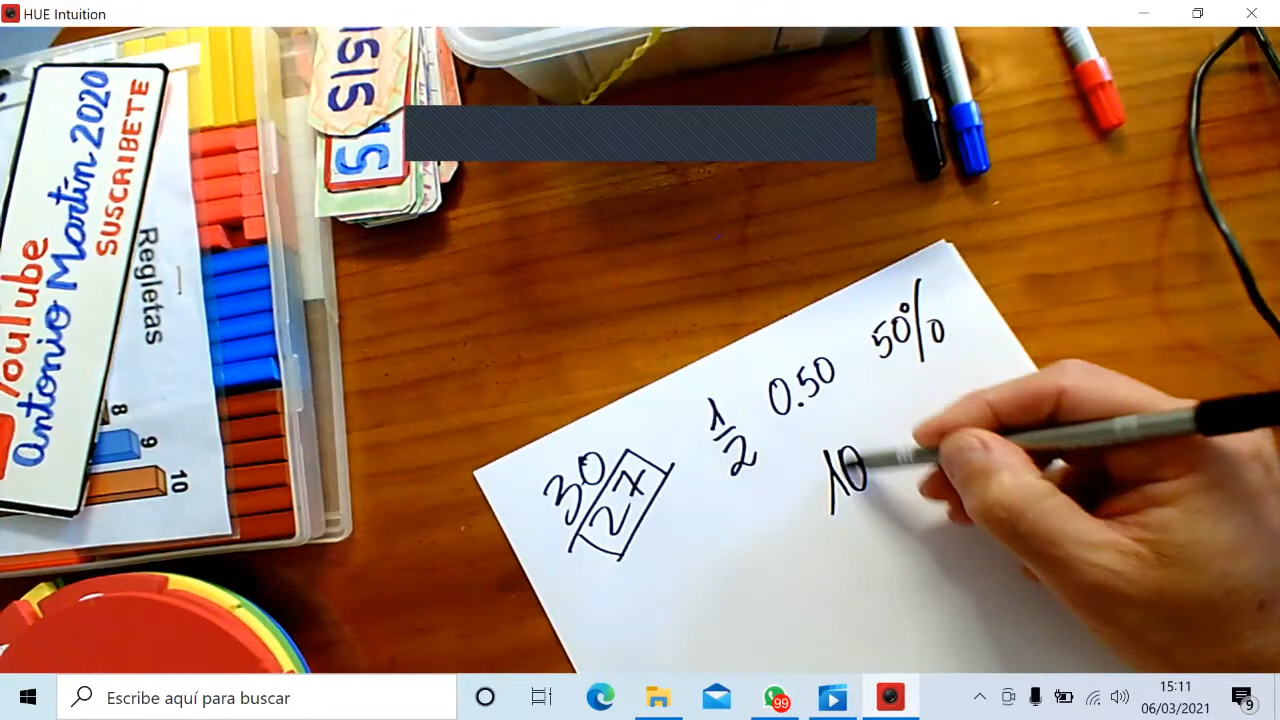 HUE Intuition
YouTube
Antonio Martín 2020
SUSCRIBETE
Regletas
8
9
10
30
27
1/2
0.50
50%
10
Escribe aquí para buscar
99
15:11
06/03/2021
9